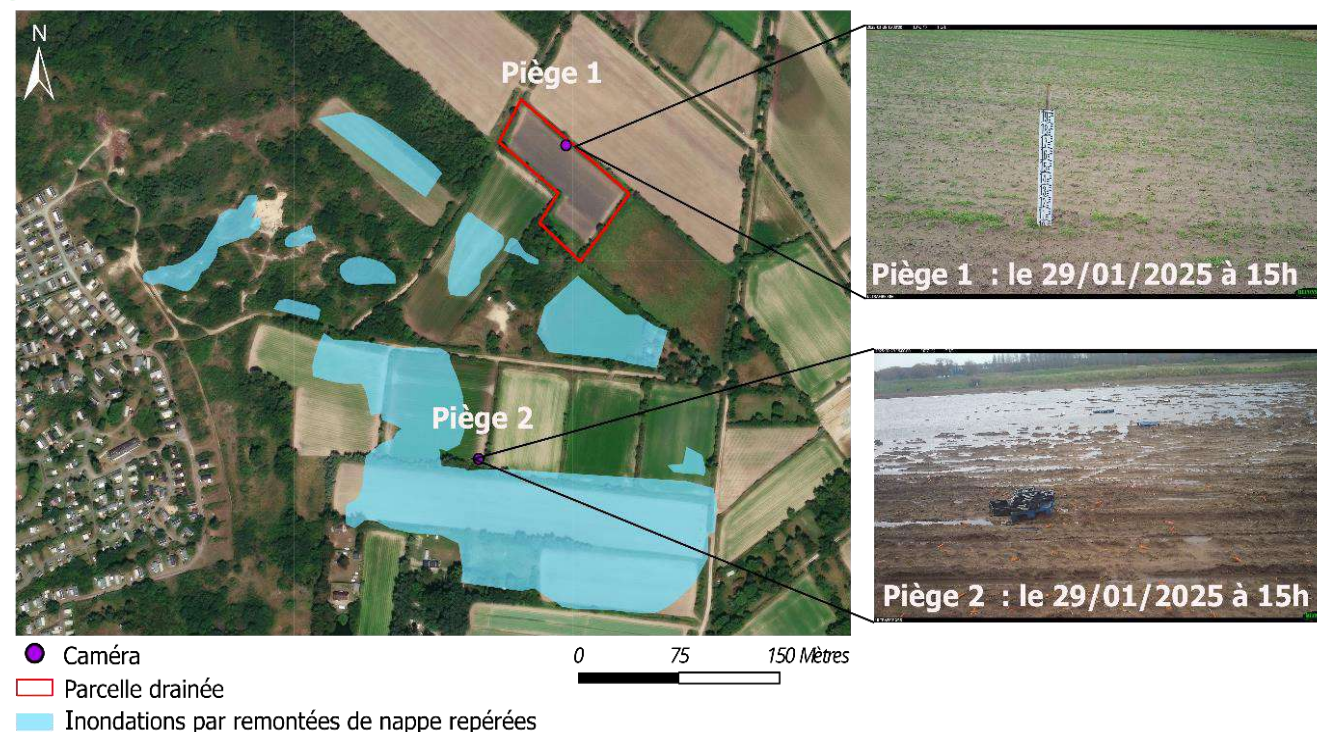 N
Piège 1
Piège 2
Piège 1 : le 29/01/2025 à 15h
Piège 2 : le 29/01/2025 à 15h
Caméra
Parcelle drainée
Inondations par remontées de nappe repérées
0 75 150 Mètres